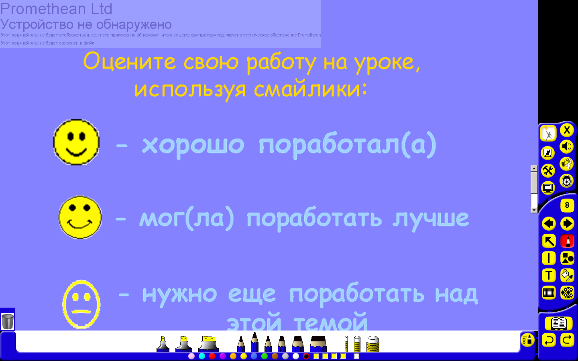 Promethean Ltd
Устройство не обнаружено
Оцените свою работу на уроке,
используя смайлики:
- хорошо поработал(а)
- мог(ла) поработать лучше
- нужно еще поработать над
этой темой
8
T